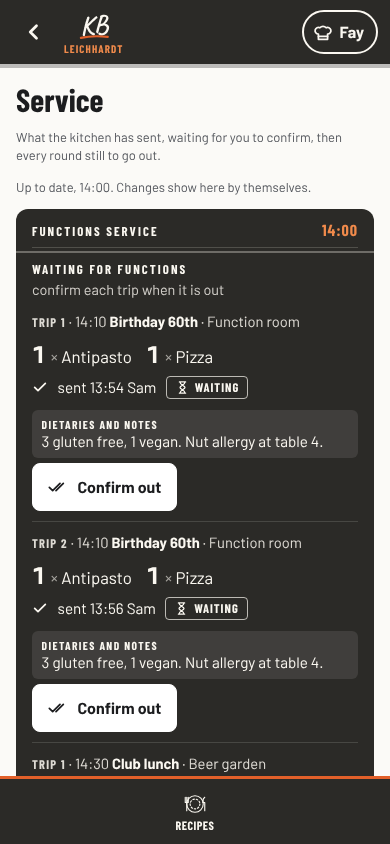 KB
LEICHHARDT
Fay
Service
What the kitchen has sent, waiting for you to confirm, then
every round still to go out.
Up to date, 14:00. Changes show here by themselves.
FUNCTIONS SERVICE 14:00
WAITING FOR FUNCTIONS
confirm each trip when it is out
TRIP 1 · 14:10 Birthday 60th · Function room
1 × Antipasto 1 × Pizza
sent 13:54 Sam WAITING
DIETARIES AND NOTES
3 gluten free, 1 vegan. Nut allergy at table 4.
Confirm out
TRIP 2 · 14:10 Birthday 60th · Function room
1 × Antipasto 1 × Pizza
sent 13:56 Sam WAITING
DIETARIES AND NOTES
3 gluten free, 1 vegan. Nut allergy at table 4.
Confirm out
TRIP 1 · 14:30 Club lunch · Beer garden
RECIPES